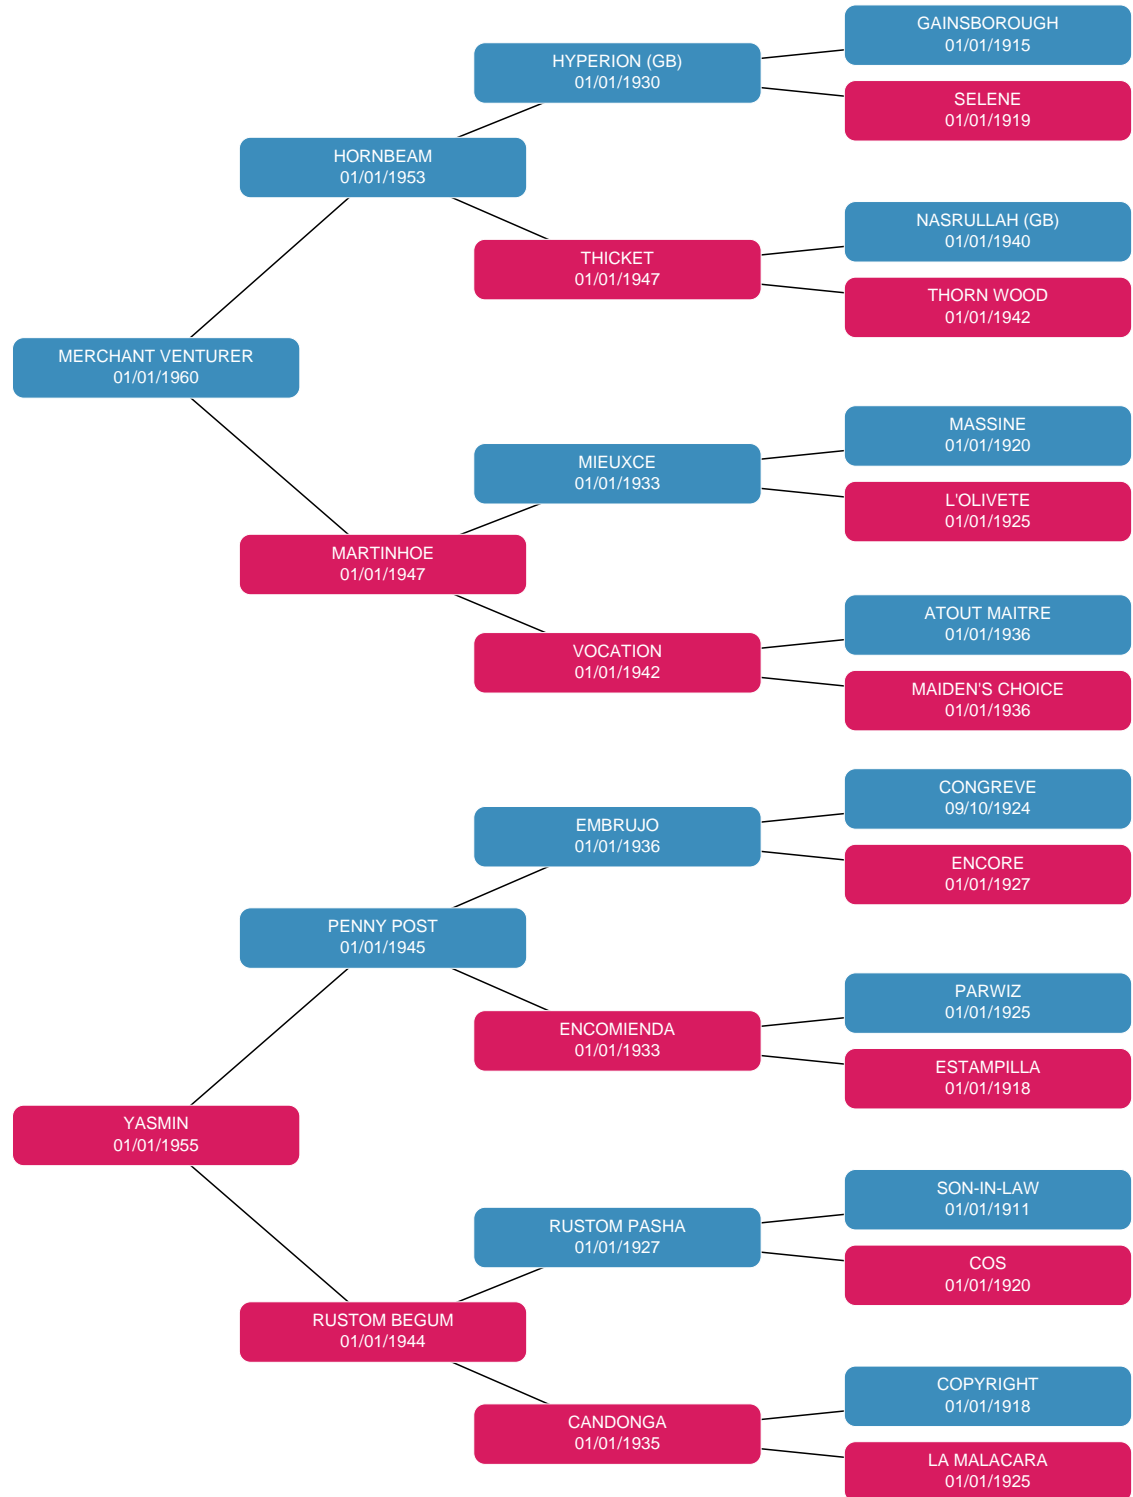 GAINSBOROUGH
01/01/1915
HYPERION (GB)
01/01/1930
SELENE
01/01/1919
HORNBEAM
01/01/1953
NASRULLAH (GB)
01/01/1940
THICKET
01/01/1947
THORN WOOD
01/01/1942
MERCHANT VENTURER
01/01/1960
MASSINE
01/01/1920
MIEUXCE
01/01/1933
L'OLIVETE
01/01/1925
MARTINHOE
01/01/1947
ATOUT MAITRE
01/01/1936
VOCATION
01/01/1942
MAIDEN'S CHOICE
01/01/1936
CONGREVE
09/10/1924
EMBRUJO
01/01/1936
ENCORE
01/01/1927
PENNY POST
01/01/1945
PARWIZ
01/01/1925
ENCOMIENDA
01/01/1933
ESTAMPILLA
01/01/1918
YASMIN
01/01/1955
SON-IN-LAW
01/01/1911
RUSTOM PASHA
01/01/1927
COS
01/01/1920
RUSTOM BEGUM
01/01/1944
COPYRIGHT
01/01/1918
CANDONGA
01/01/1935
LA MALACARA
01/01/1925